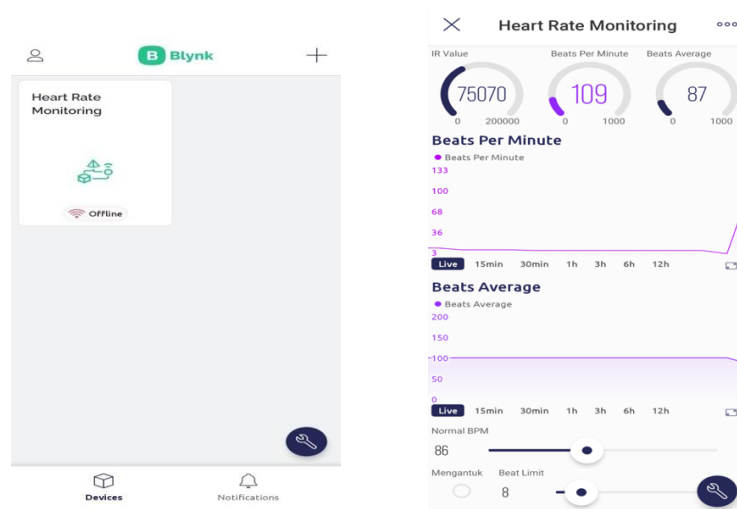 B Blynk
Heart Rate
Monitoring
Offline
Devices
Notifications
Heart Rate Monitoring
IR Value
Beats Per Minute
Beats Average
75070
109
87
0 200000
0 1000
0 1000
Beats Per Minute
Beats Per Minute
133
100
68
36
3
Live 15min 30min 1h 3h 6h 12h
Beats Average
Beats Average
200
150
100
50
0
Live 15min 30min 1h 3h 6h 12h
Normal BPM
86
Mengantuk Beat Limit
8